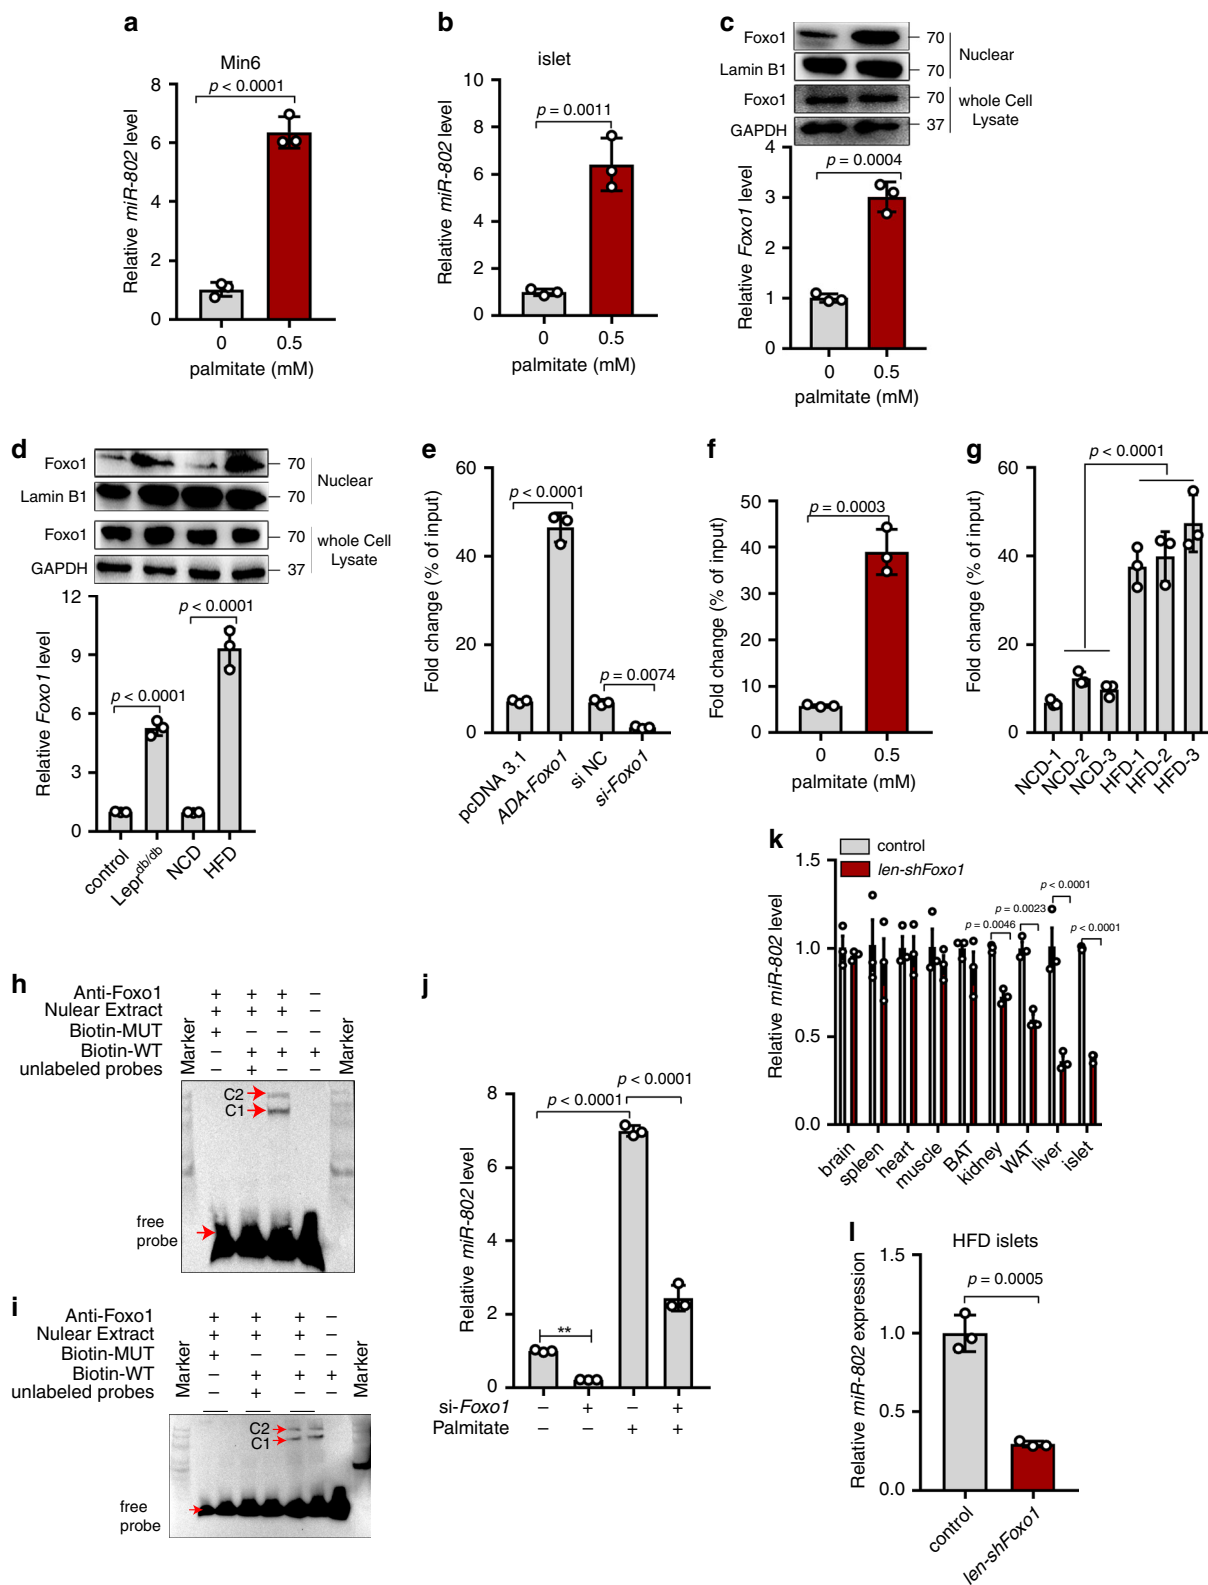 a
Min6
p < 0.0001
Relative miR-802 level
8
6
4
2
0
0
0.5
palmitate (mM)
b
islet
p = 0.0011
Relative miR-802 level
10
8
6
4
2
0
0
0.5
palmitate (mM)
c
Foxo1
70
Lamin B1
70
Nuclear
Foxo1
70
GAPDH
37
whole Cell
Lysate
p = 0.0004
Relative Foxo1 level
4
3
2
1
0
0
0.5
palmitate (mM)
d
Foxo1
70
Lamin B1
70
Nuclear
Foxo1
70
GAPDH
37
whole Cell
Lysate
p < 0.0001
p < 0.0001
Relative Foxo1 level
12
9
6
3
0
control
Lepr^db/db
NCD
HFD
e
p < 0.0001
p = 0.0074
Fold change (% of input)
60
40
20
0
pcDNA 3.1
ADA-Foxo1
si NC
si-Foxo1
f
p = 0.0003
Fold change (% of input)
50
40
30
20
10
0
0
0.5
palmitate (mM)
g
p < 0.0001
Fold change (% of input)
60
40
20
0
NCD-1
NCD-2
NCD-3
HFD-1
HFD-2
HFD-3
h
Anti-Foxo1 + + + −
Nulear Extract + + + −
Biotin-MUT + − − −
Biotin-WT − + + +
unlabeled probes − + − −
Marker
Marker
C2
C1
free
probe
i
Anti-Foxo1 + + + −
Nulear Extract + + + −
Biotin-MUT + − − −
Biotin-WT − + + +
unlabeled probes − + − −
Marker
Marker
C2
C1
free
probe
j
p < 0.0001
p < 0.0001
**
Relative miR-802 level
8
6
4
2
0
si-Foxo1 − + − +
Palmitate − − + +
k
control
len-shFoxo1
p = 0.0046
p = 0.0023
p < 0.0001
p < 0.0001
Relative miR-802 level
1.5
1.0
0.5
0.0
brain
spleen
heart
muscle
BAT
kidney
WAT
liver
islet
l
HFD islets
p = 0.0005
Relative miR-802 expression
1.5
1.0
0.5
0.0
control
len-shFoxo1